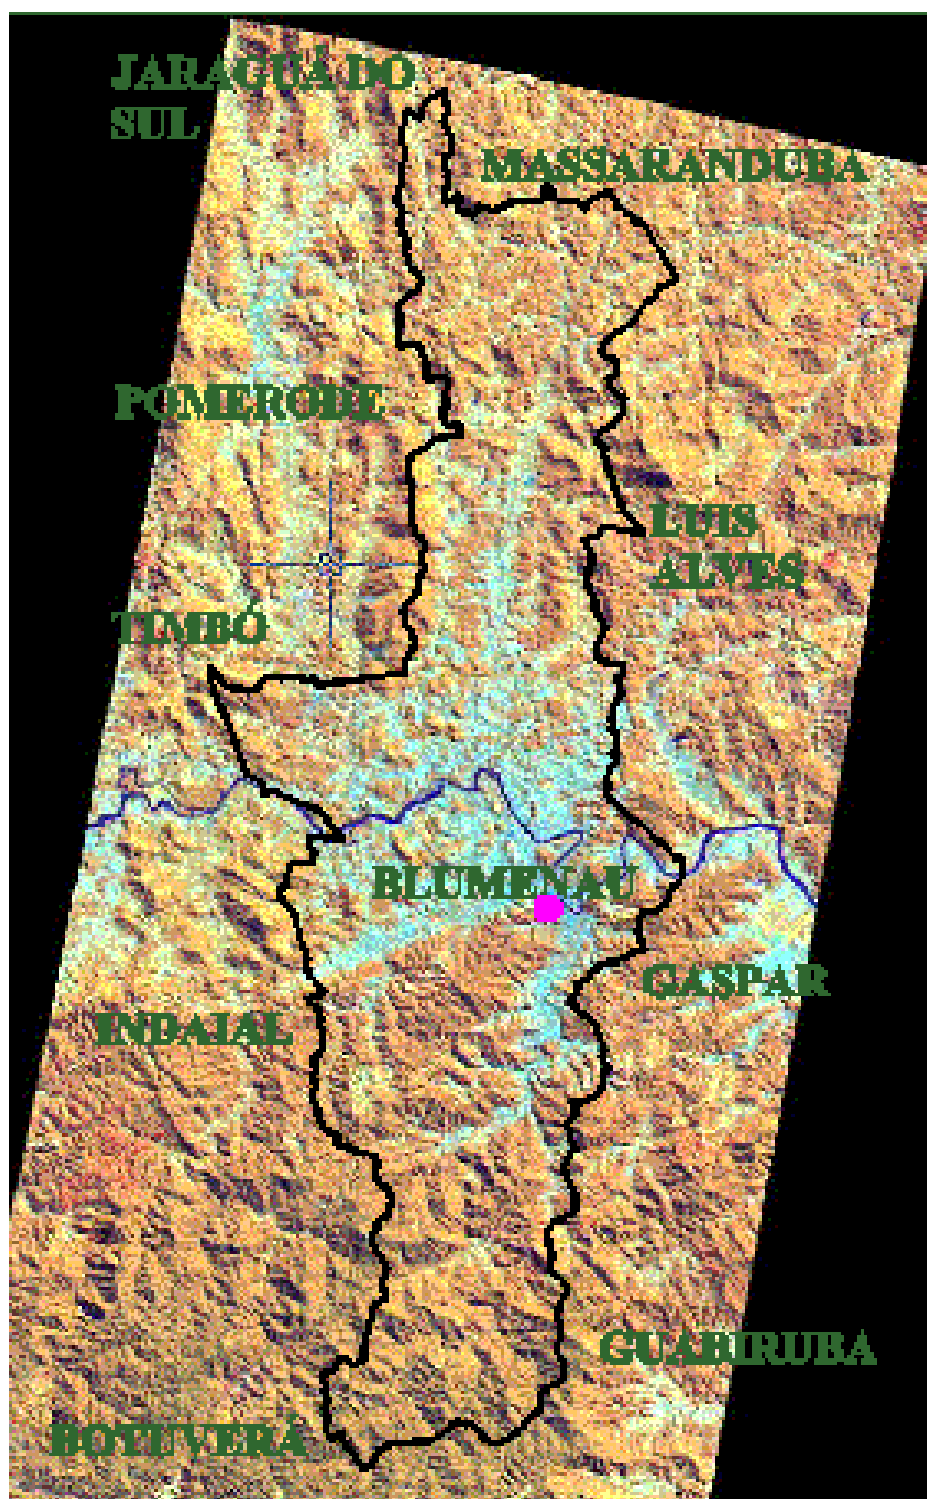 JARAGUÁ DO
SUL
MASSARANDUBA
POMERODE
LUIS
ALVES
TIMBÓ
BLUMENAU
GASPAR
INDAIAL
GUABIRUBA
BOTUVERÁ